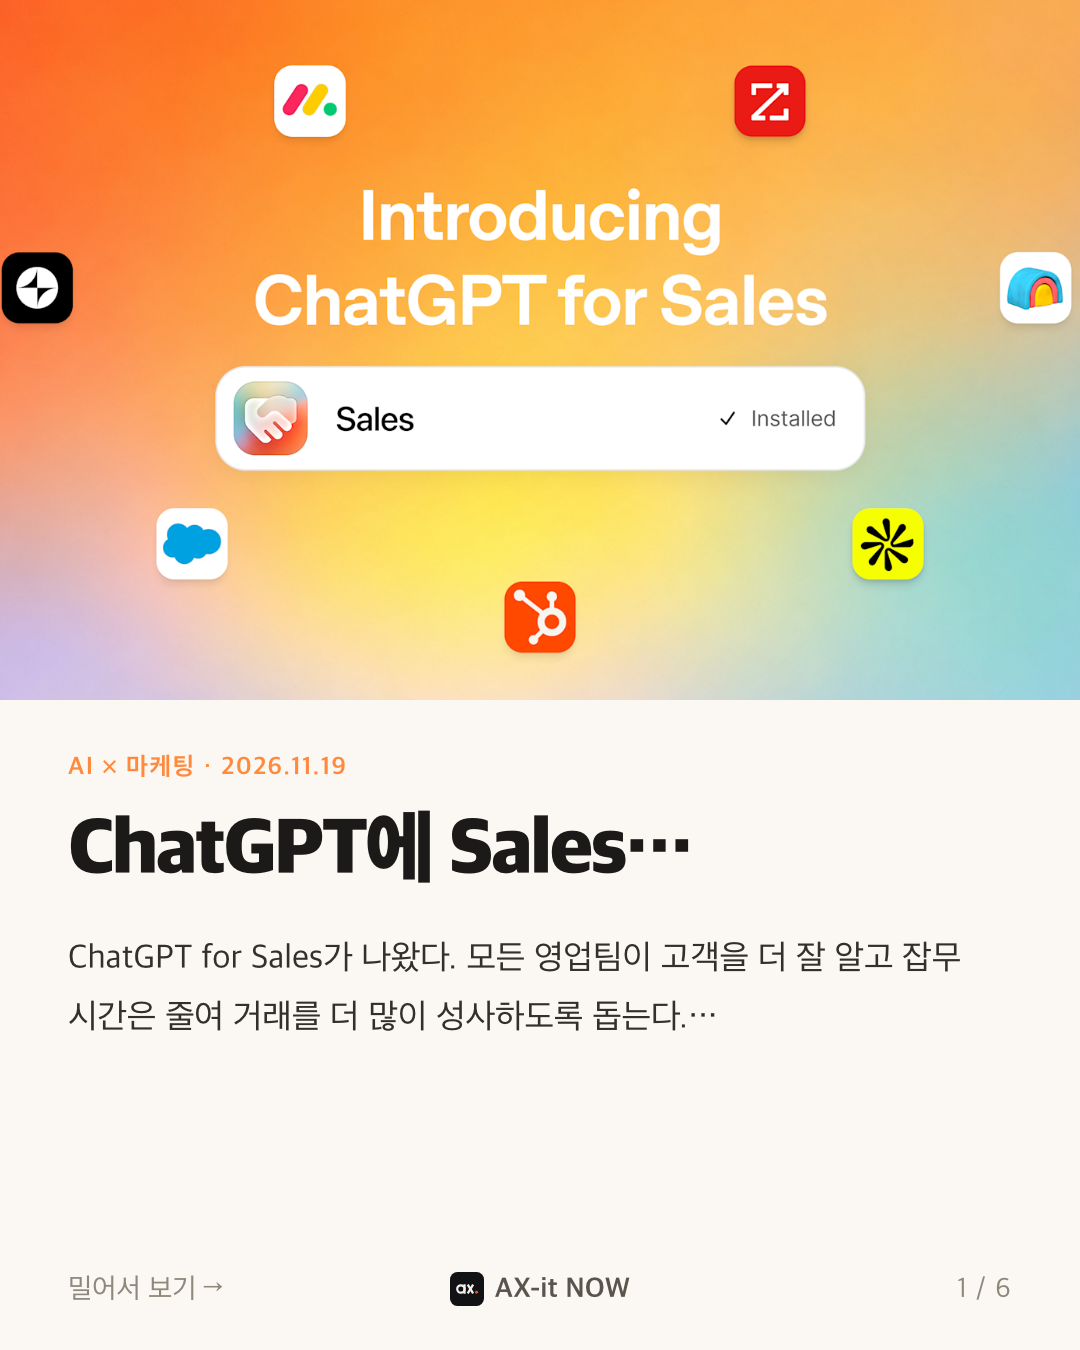 Introducing
ChatGPT for Sales
Sales
Installed
AI × 마케팅 · 2026.11.19
ChatGPT에 Sales…
ChatGPT for Sales가 나왔다. 모든 영업팀이 고객을 더 잘 알고 잡무
시간은 줄여 거래를 더 많이 성사하도록 돕는다.…
밀어서 보기 →
ax.
AX-it NOW
1 / 6